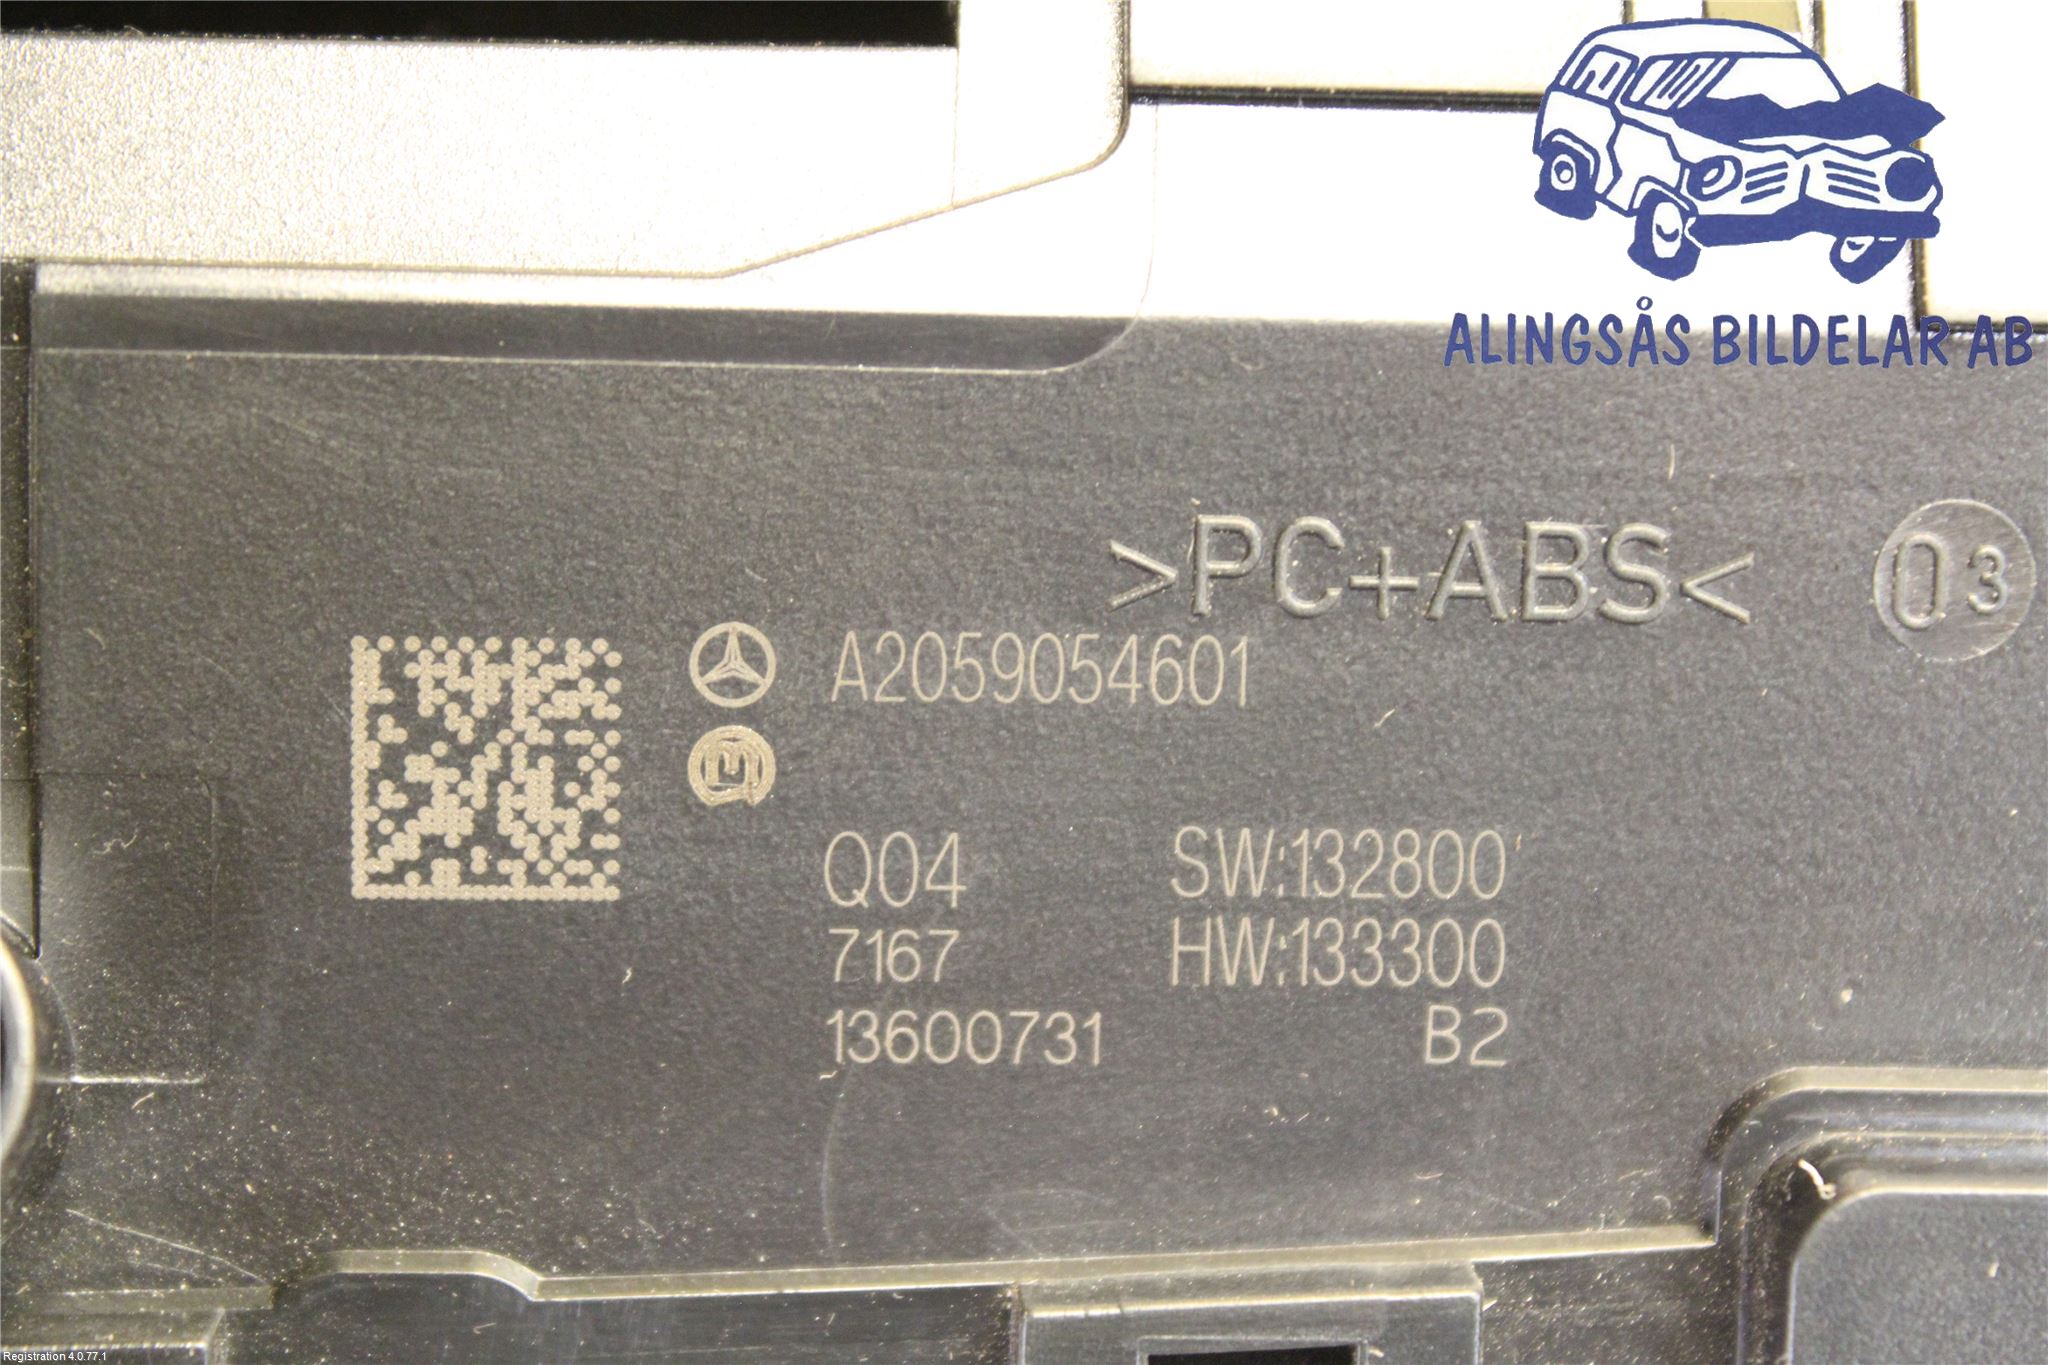 ALINGSÅS BILDELAR AB
>PC+ABS<
03
A2059054601
Q04 SW:132800
7167 HW:133300
13600731 B2
Registration 4.0.77.1